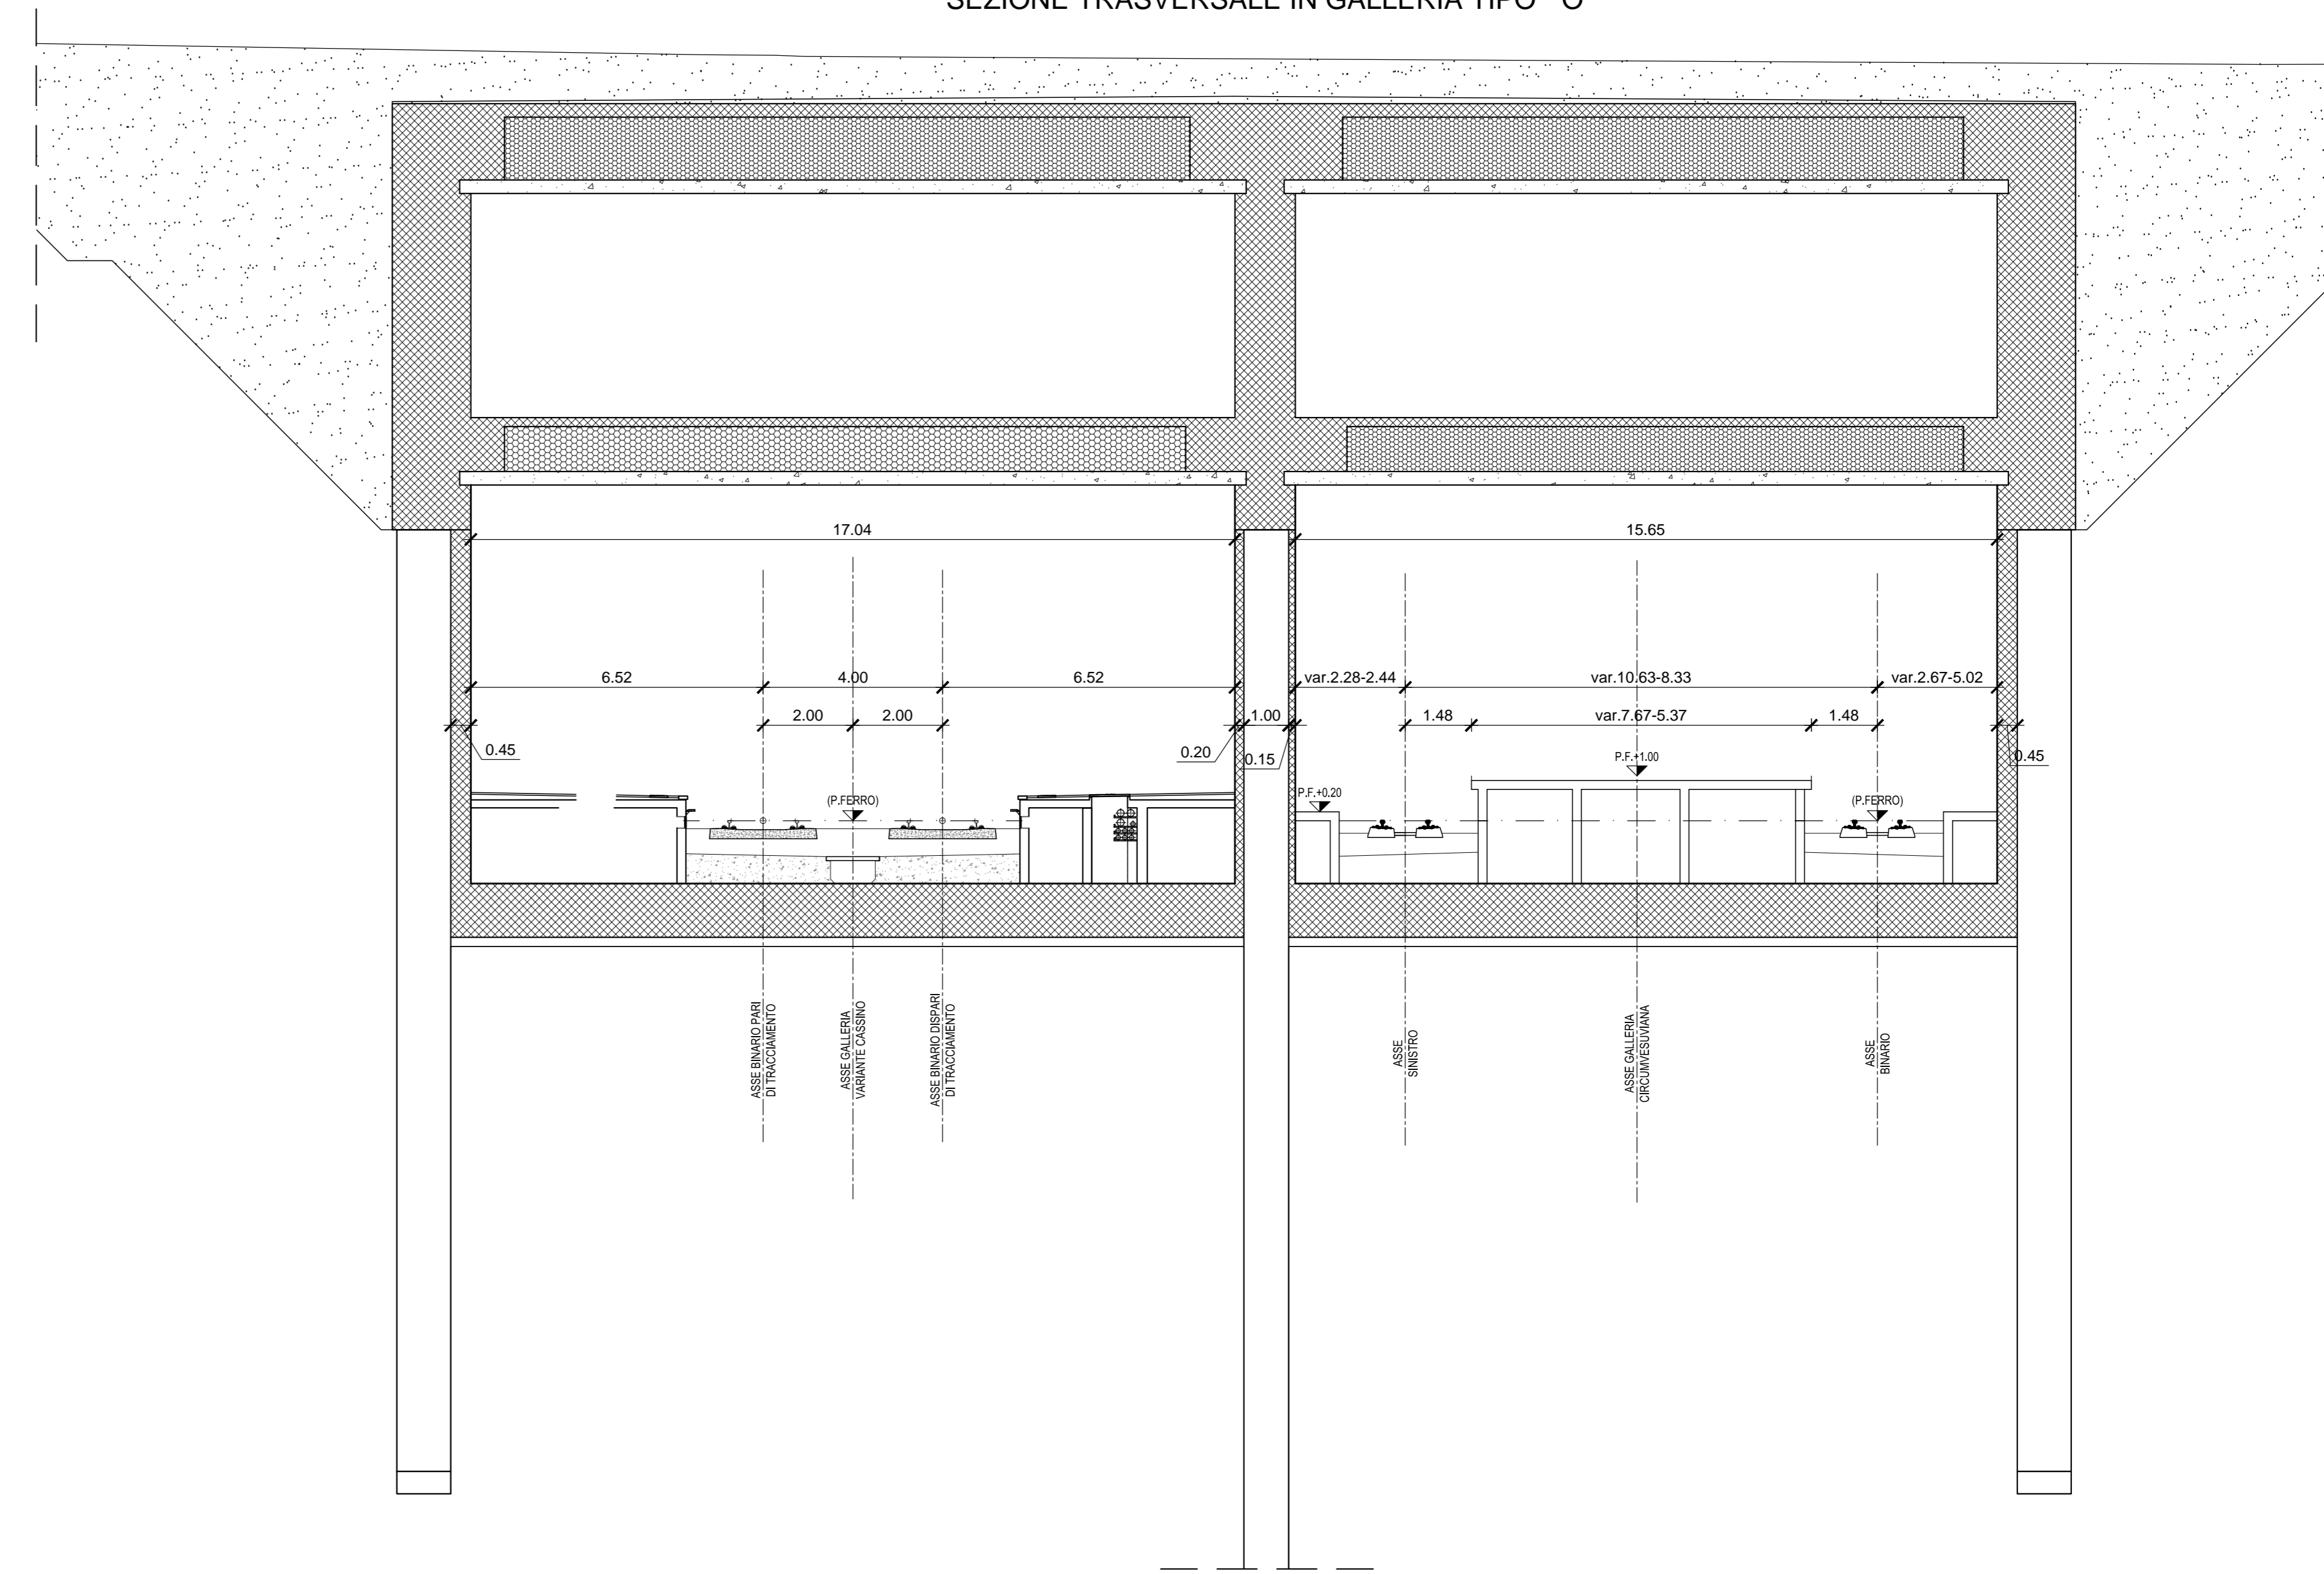 SEZIONE TRASVERSALE IN GALLERIA TIPO "O"
17.04
15.65
6.52
4.00
6.52
var.2.28-2.44
var.10.63-8.33
var.2.67-5.02
2.00
2.00
1.00
1.48
var.7.67-5.37
1.48
0.45
0.20
0.15
0.45
P.F.+1.00
P.F.+0.20
(P.FERRO)
(P.FERRO)
ASSE BINARIO PARI
DI TRACCIAMENTO
ASSE GALLERIA
VARIANTE CASSINO
ASSE BINARIO DISPARI
DI TRACCIAMENTO
ASSE
SINISTRO
ASSE GALLERIA
CIRCUMVESUVIANA
ASSE
BINARIO